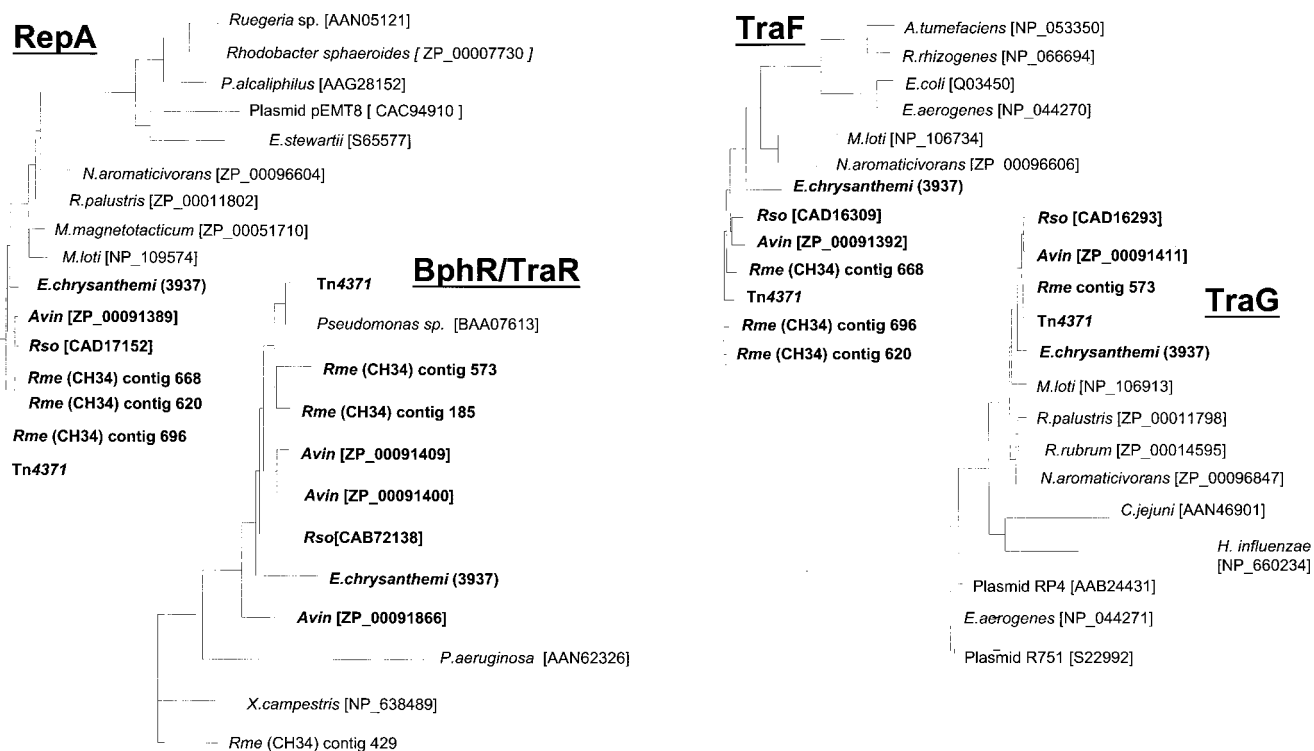 RepA
Ruegeria sp. [AAN05121]
Rhodobacter sphaeroides [ ZP_00007730 ]
P.alcaliphilus [AAG28152]
Plasmid pEMT8 [ CAC94910 ]
E.stewartii [S65577]
N.aromaticivorans [ZP_00096604]
R.palustris [ZP_00011802]
M.magnetotacticum [ZP_00051710]
M.loti [NP_109574]
E.chrysanthemi (3937)
Avin [ZP_00091389]
Rso [CAD17152]
Rme (CH34) contig 668
Rme (CH34) contig 620
Rme (CH34) contig 696
Tn4371
BphR/TraR
Tn4371
Pseudomonas sp. [BAA07613]
Rme (CH34) contig 573
Rme (CH34) contig 185
Avin [ZP_00091409]
Avin [ZP_00091400]
Rso[CAB72138]
E.chrysanthemi (3937)
Avin [ZP_00091866]
P.aeruginosa [AAN62326]
X.campestris [NP_638489]
Rme (CH34) contig 429
TraF
A.tumefaciens [NP_053350]
R.rhizogenes [NP_066694]
E.coli [Q03450]
E.aerogenes [NP_044270]
M.loti [NP_106734]
N.aromaticivorans [ZP_00096606]
E.chrysanthemi (3937)
Rso [CAD16309]
Avin [ZP_00091392]
Rme (CH34) contig 668
Tn4371
Rme (CH34) contig 696
Rme (CH34) contig 620
TraG
Rso [CAD16293]
Avin [ZP_00091411]
Rme contig 573
Tn4371
E.chrysanthemi (3937)
M.loti [NP_106913]
R.palustris [ZP_00011798]
R.rubrum [ZP_00014595]
N.aromaticivorans [ZP_00096847]
C.jejuni [AAN46901]
H. influenzae
[NP_660234]
Plasmid RP4 [AAB24431]
E.aerogenes [NP_044271]
Plasmid R751 [S22992]